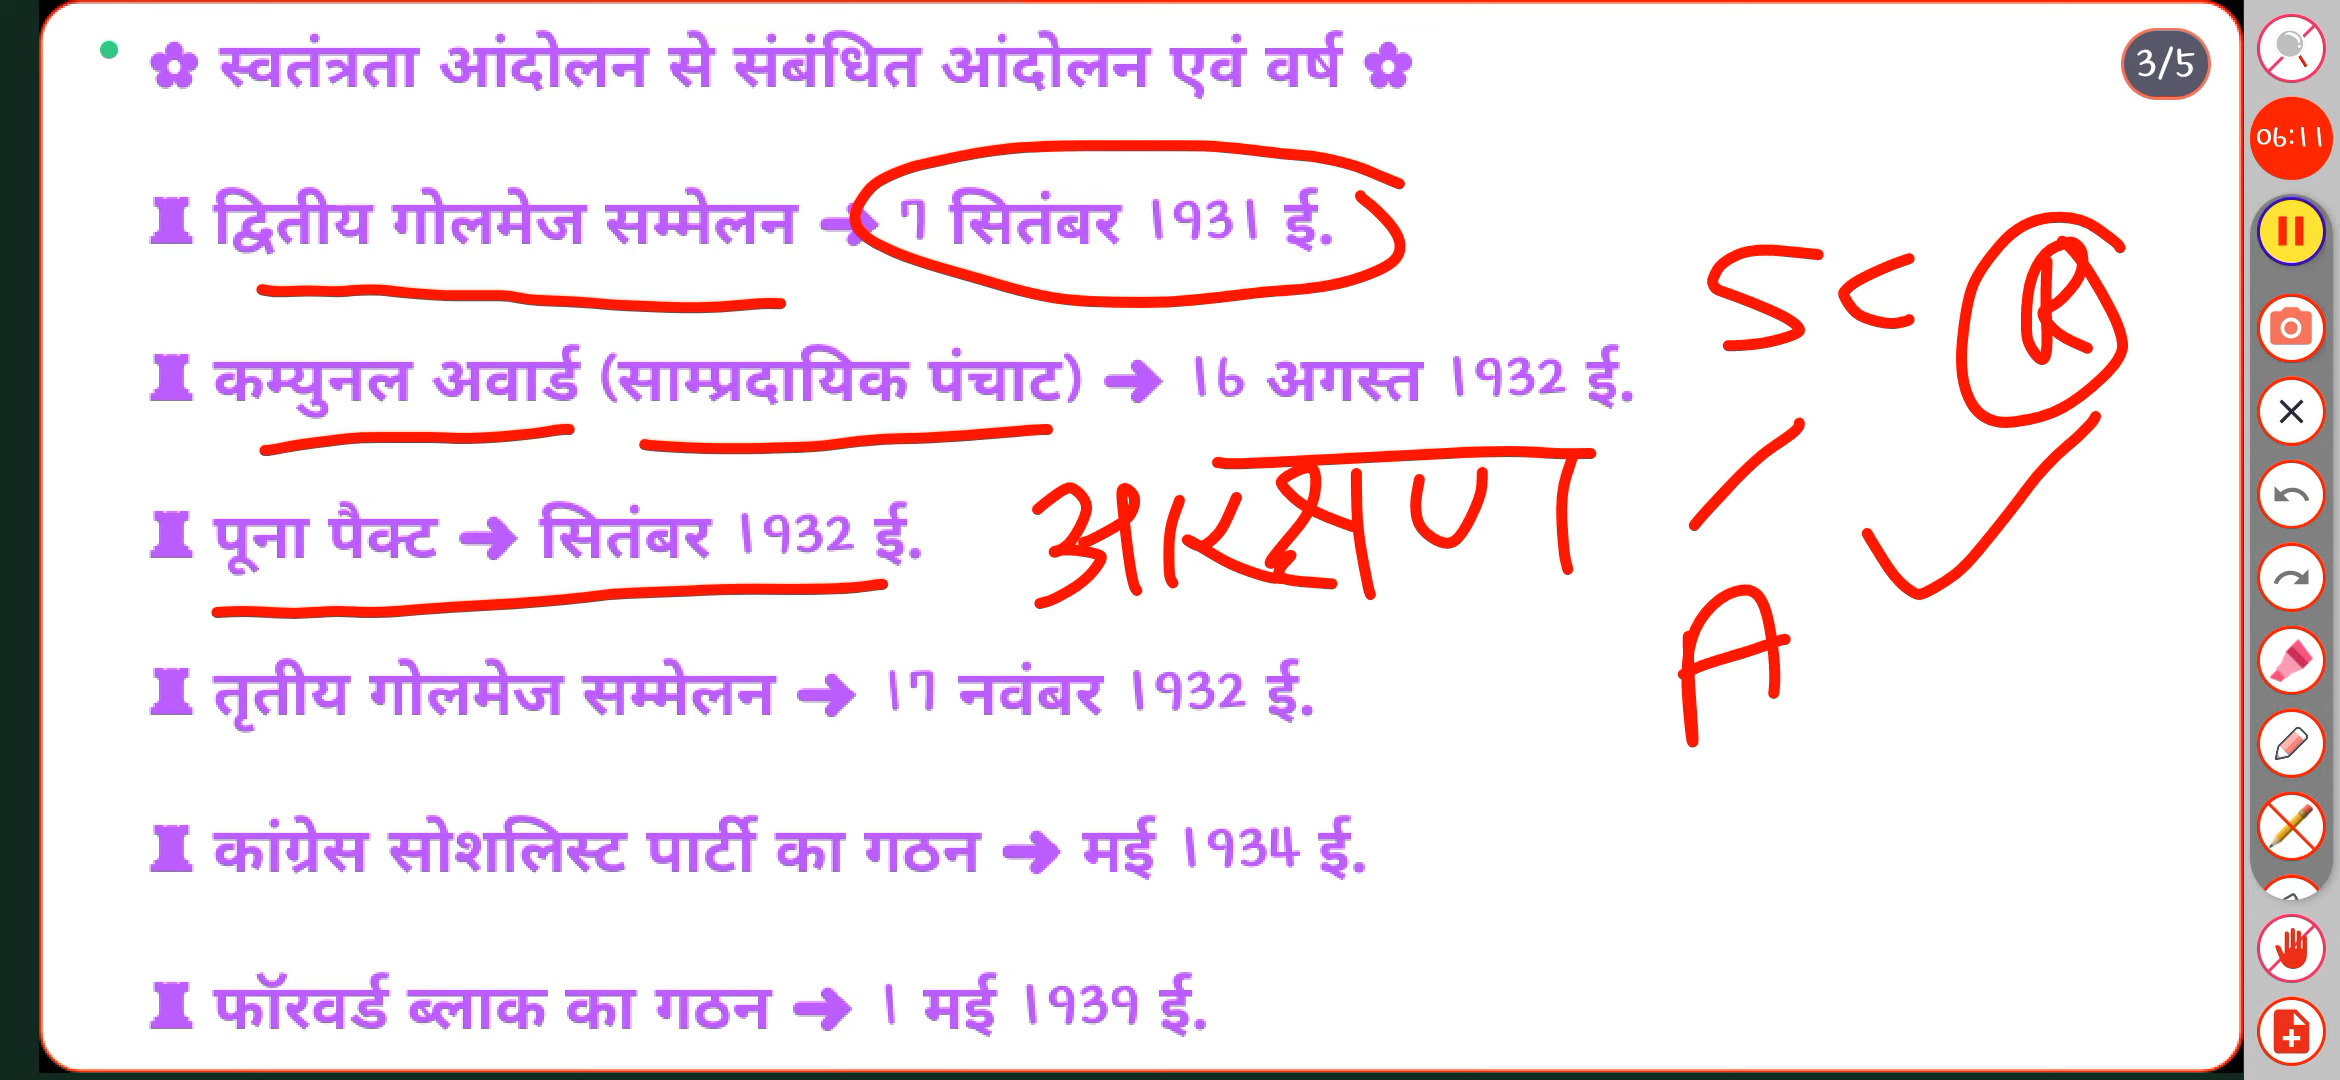 ✿ स्वतंत्रता आंदोलन से संबंधित आंदोलन एवं वर्ष ✿
3/5
06:11
♜ द्वितीय गोलमेज सम्मेलन ➔ 7 सितंबर 1931 ई.
SC R
♜ कम्युनल अवार्ड (साम्प्रदायिक पंचाट) ➔ 16 अगस्त 1932 ई.
♜ पूना पैक्ट ➔ सितंबर 1932 ई.
अरक्षण
A
♜ तृतीय गोलमेज सम्मेलन ➔ 17 नवंबर 1932 ई.
♜ कांग्रेस सोशलिस्ट पार्टी का गठन ➔ मई 1934 ई.
♜ फॉरवर्ड ब्लाक का गठन ➔ 1 मई 1939 ई.